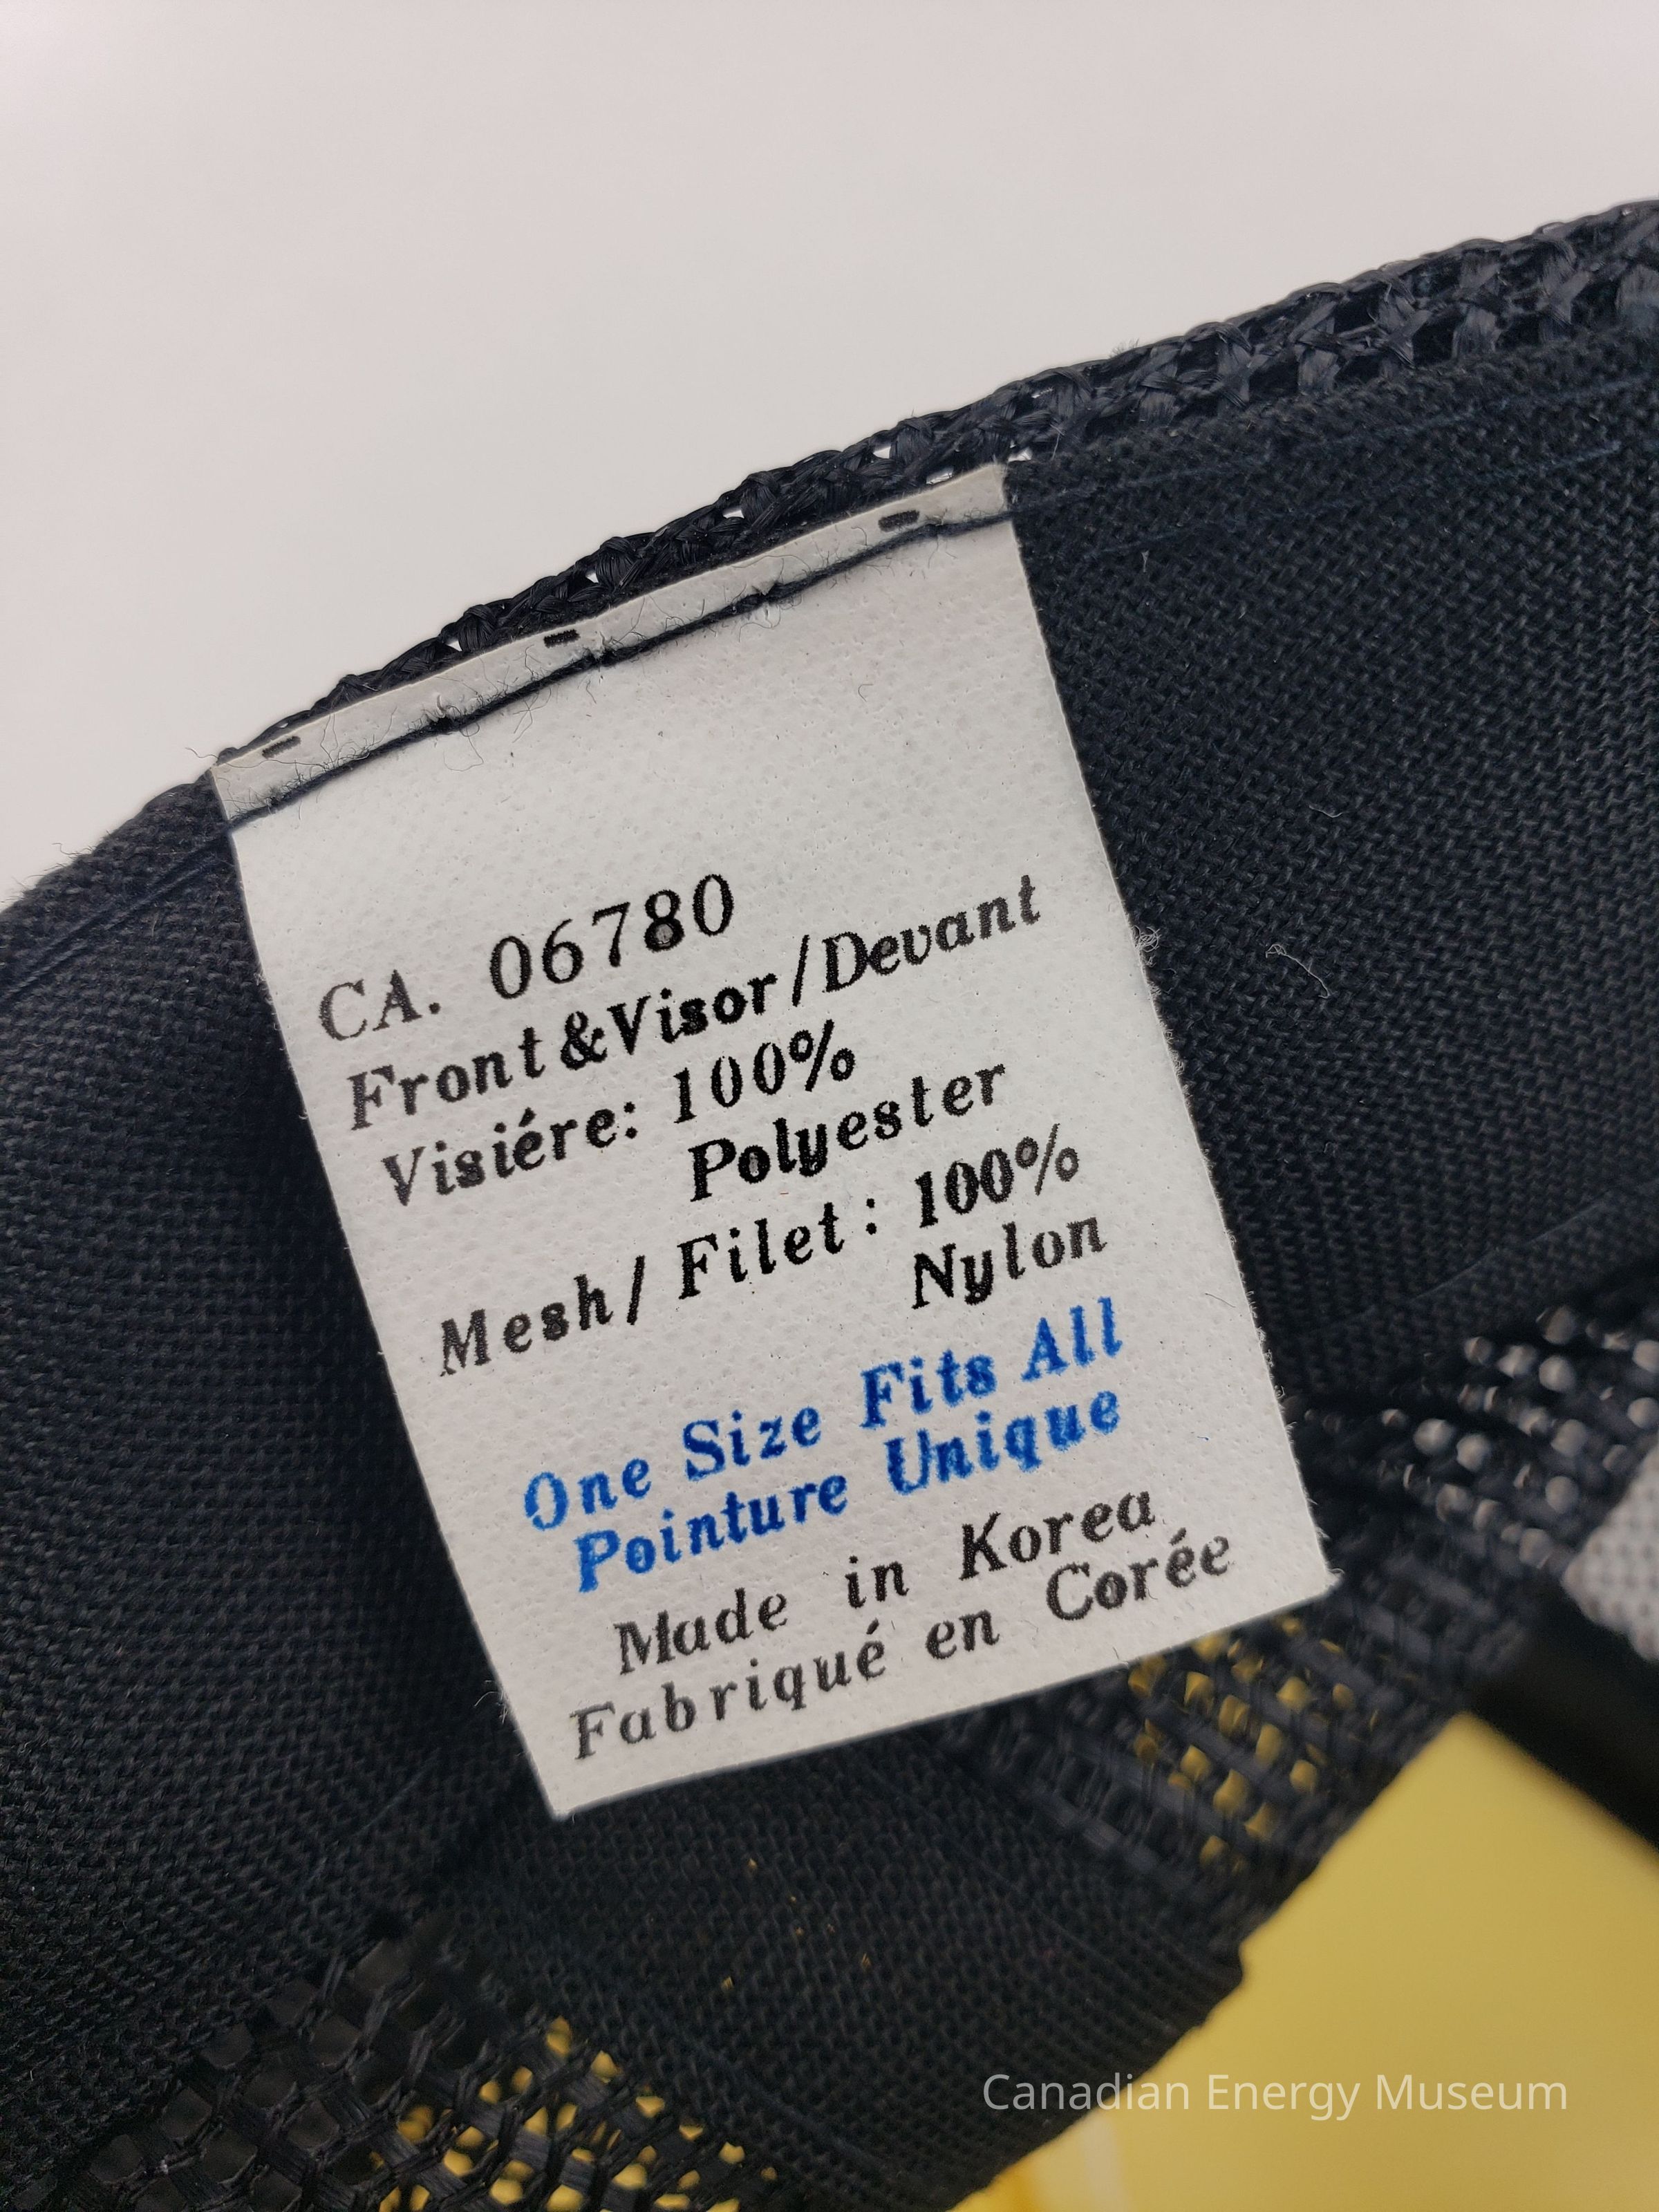 CA. 06780
Front&Visor/Devant
Visiére: 100%
Polyester
Mesh/ Filet: 100%
Nylon
One Size Fits All
Pointure Unique
Made in Korea
Fabriqué en Corée
Canadian Energy Museum